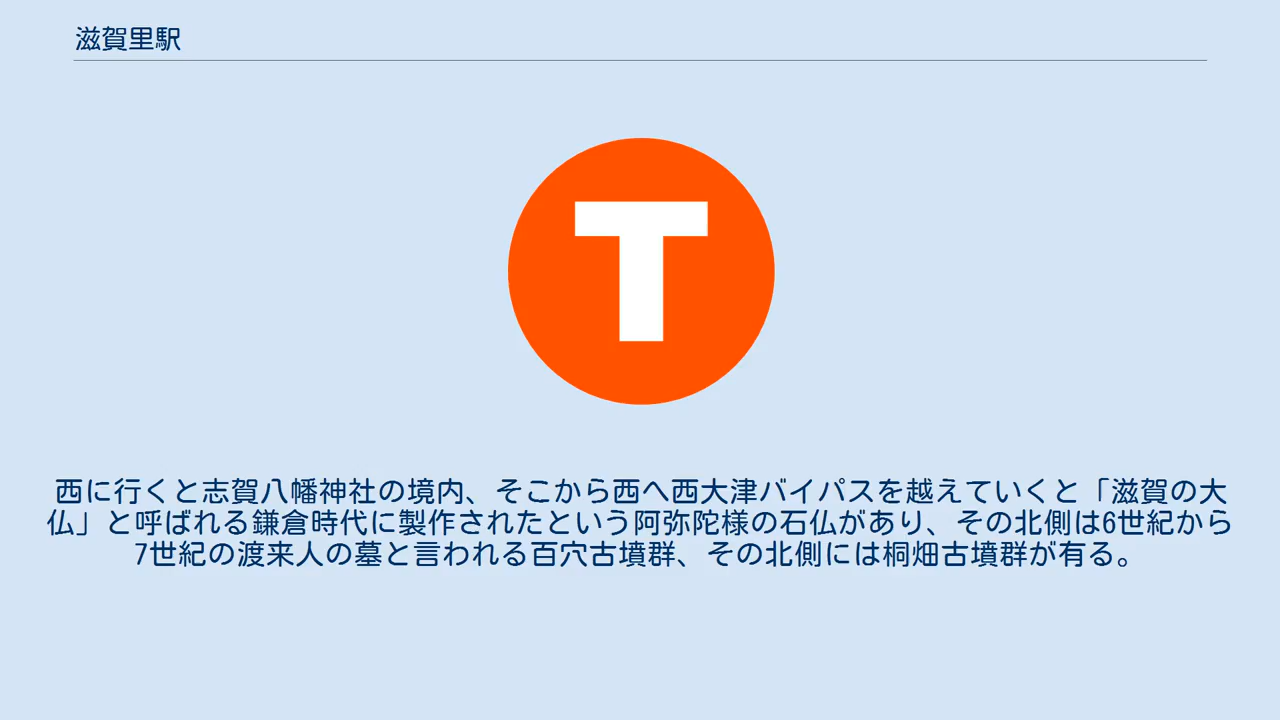 滋賀里駅
T
西に行くと志賀八幡神社の境内、そこから西へ西大津バイパスを越えていくと「滋賀の大
仏」と呼ばれる鎌倉時代に製作されたという阿弥陀様の石仏があり、その北側は6世紀から
7世紀の渡来人の墓と言われる百穴古墳群、その北側には桐畑古墳群が有る。